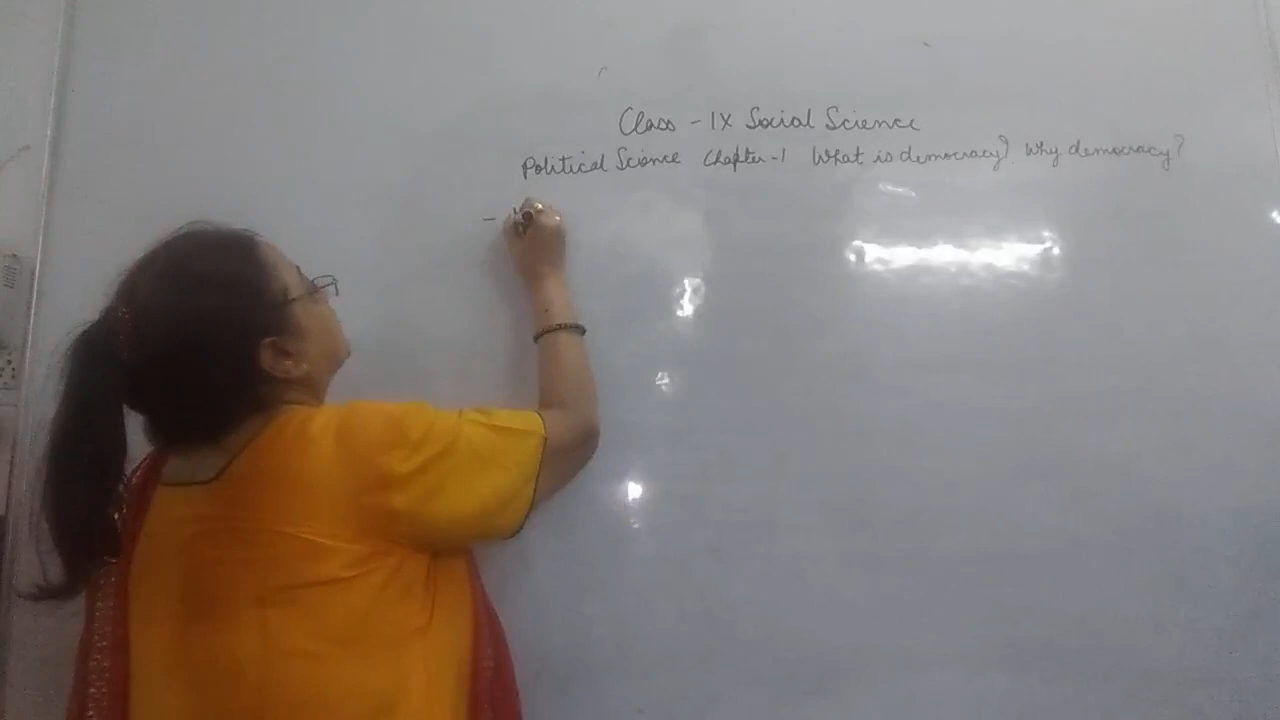 Class - IX Social Science
Political Science Chapter-1 What is democracy? Why democracy?
-